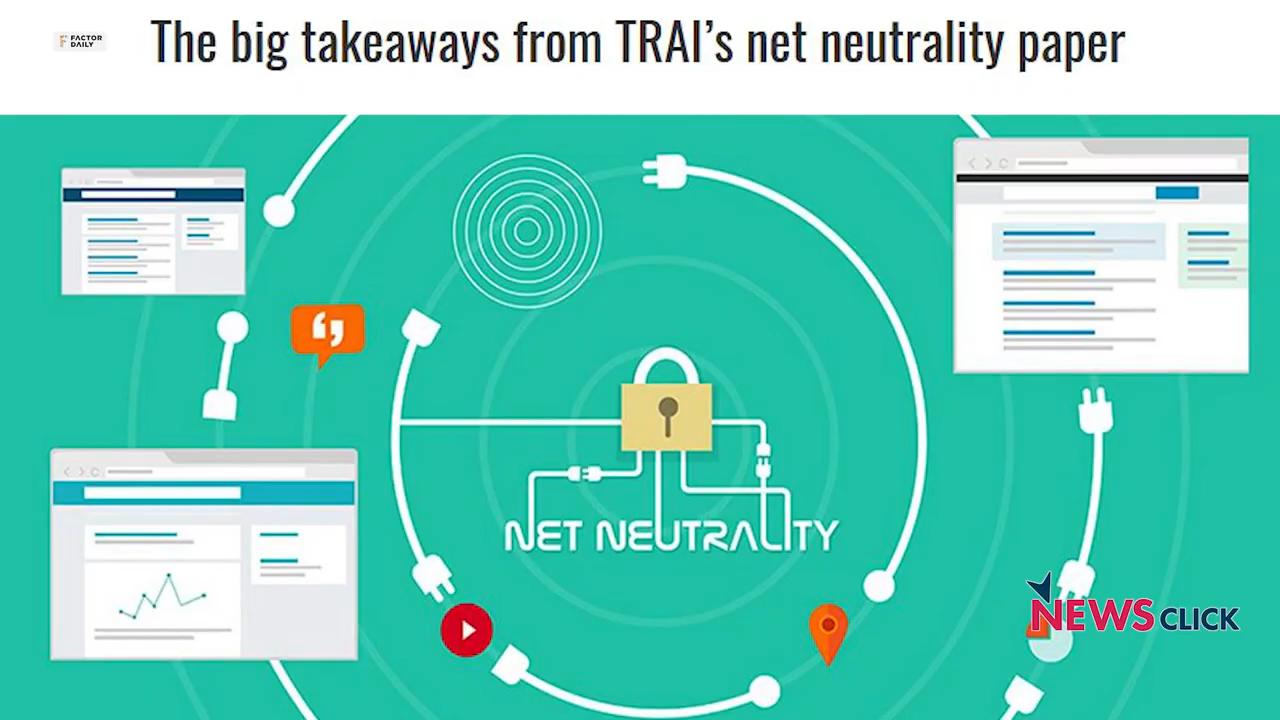 FACTOR
DAILY
The big takeaways from TRAI's net neutrality paper
NET NEUTRALITY
NEWSCLICK